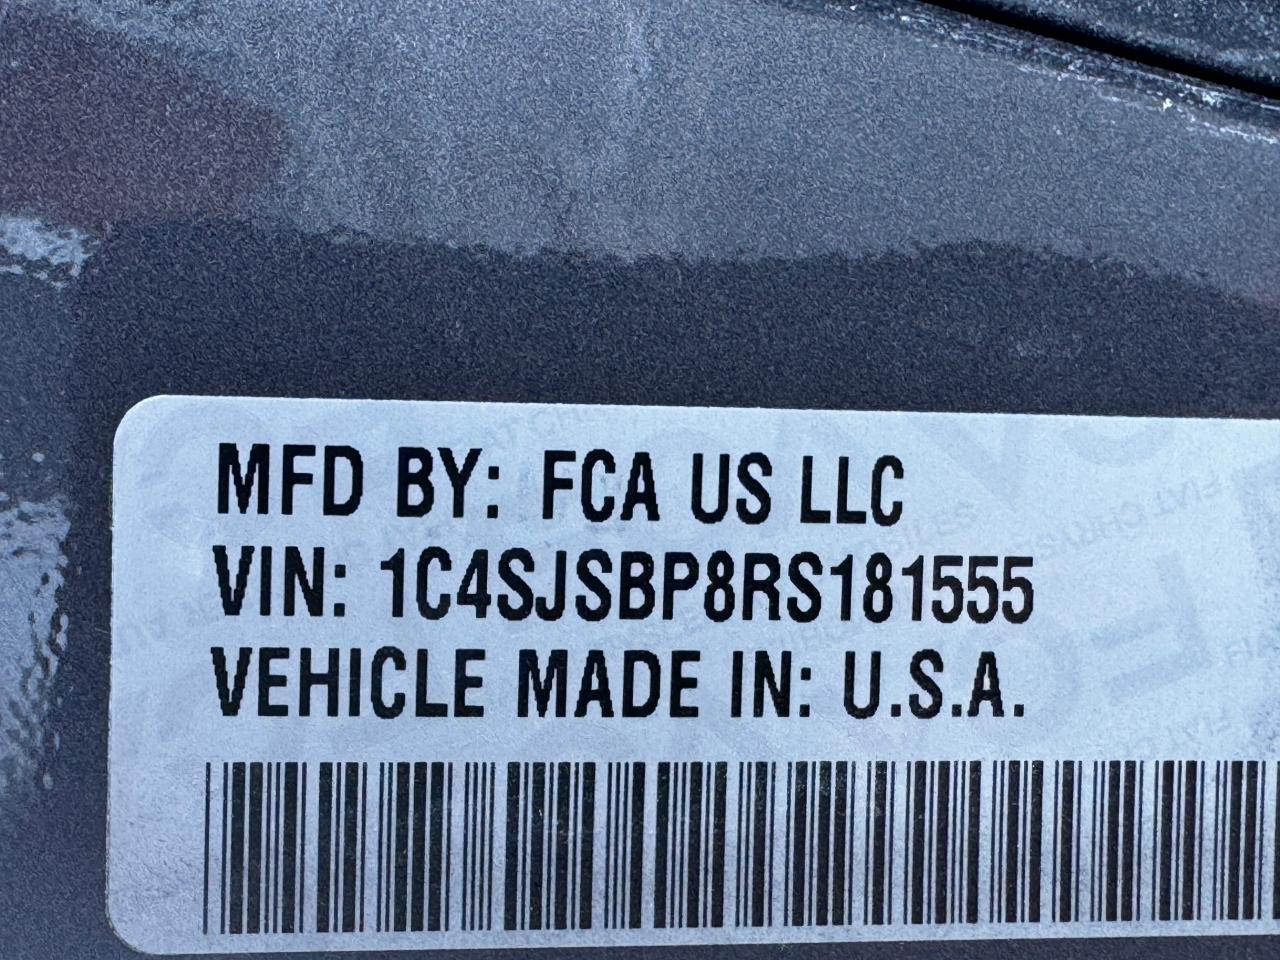 MFD BY: FCA US LLC
VIN: 1C4SJSBP8RS181555
VEHICLE MADE IN: U.S.A.